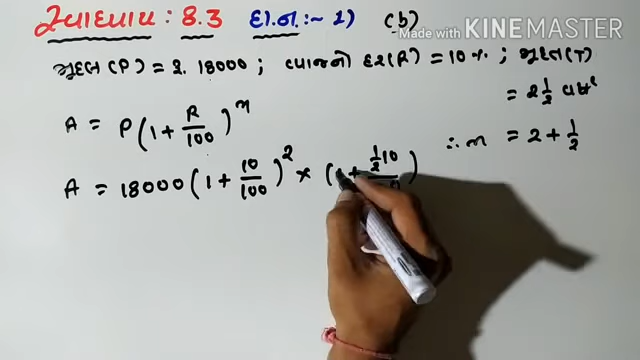 સ્વાધ્યાય : 8.3 દા.નં. :~ 1) (b)
Made with KINEMASTER
મુદ્દલ (P) = રૂ. 18000 ; વ્યાજનો દર (R) = 10 % ; મુદ્દત (T)
= 2 1/2 વર્ષ
A = P(1 + R/100)^n
∴ n = 2 + 1/2
A = 18000 (1 + 10/100)^2 × (1 + 1/2 10